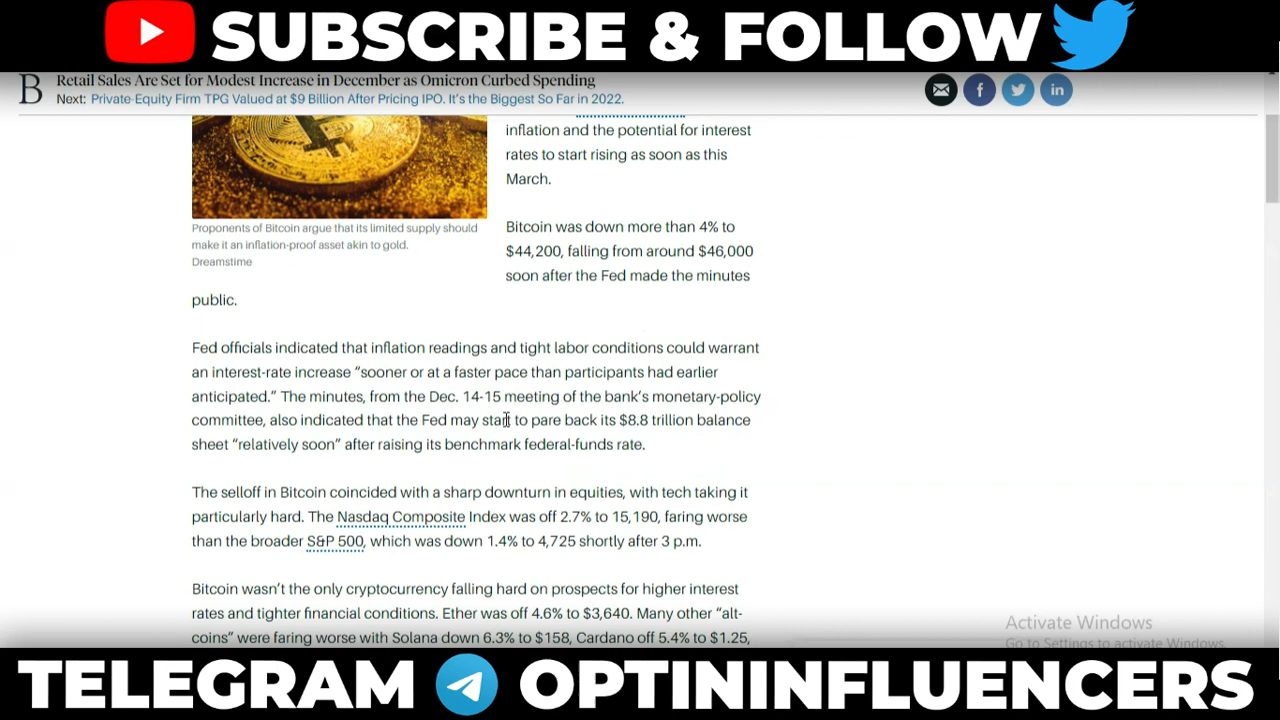 SUBSCRIBE & FOLLOW
B
Retail Sales Are Set for Modest Increase in December as Omicron Curbed Spending
Next: Private Equity Firm TPG Valued at $9 Billion After Pricing IPO. It's the Biggest So Far in 2022.
inflation and the potential for interest
rates to start rising as soon as this
March.
Proponents of Bitcoin argue that its limited supply should
make it an inflation-proof asset akin to gold.
Dreamstime
Bitcoin was down more than 4% to
$44,200, falling from around $46,000
soon after the Fed made the minutes
public.
Fed officials indicated that inflation readings and tight labor conditions could warrant
an interest-rate increase “sooner or at a faster pace than participants had earlier
anticipated.” The minutes, from the Dec. 14-15 meeting of the bank’s monetary-policy
committee, also indicated that the Fed may start to pare back its $8.8 trillion balance
sheet “relatively soon” after raising its benchmark federal-funds rate.
The selloff in Bitcoin coincided with a sharp downturn in equities, with tech taking it
particularly hard. The Nasdaq Composite Index was off 2.7% to 15,190, faring worse
than the broader S&P 500, which was down 1.4% to 4,725 shortly after 3 p.m.
Bitcoin wasn’t the only cryptocurrency falling hard on prospects for higher interest
rates and tighter financial conditions. Ether was off 4.6% to $3,640. Many other “alt-
coins” were faring worse with Solana down 6.3% to $158, Cardano off 5.4% to $1.25,
Activate Windows
Go to Settings to activate Windows.
TELEGRAM OPTININFLUENCERS